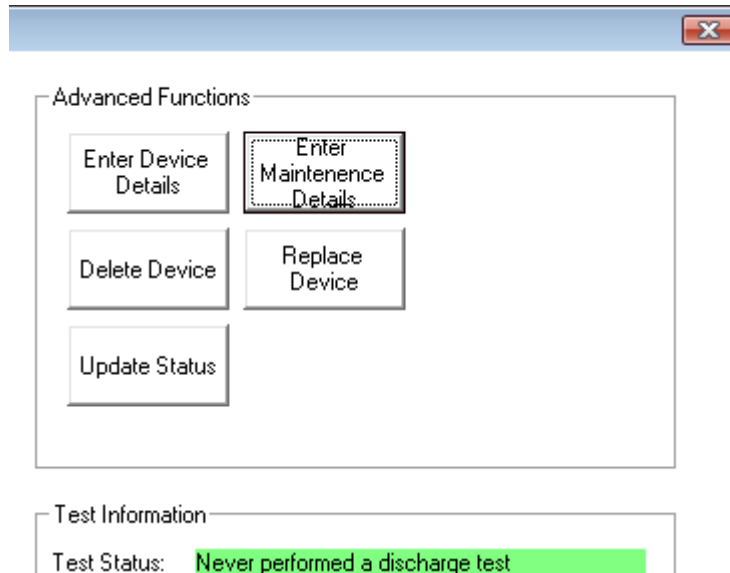 Advanced Functions
Enter Device
Details
Enter
Maintenence
Details
Delete Device
Replace
Device
Update Status
Test Information
Test Status: Never performed a discharge test